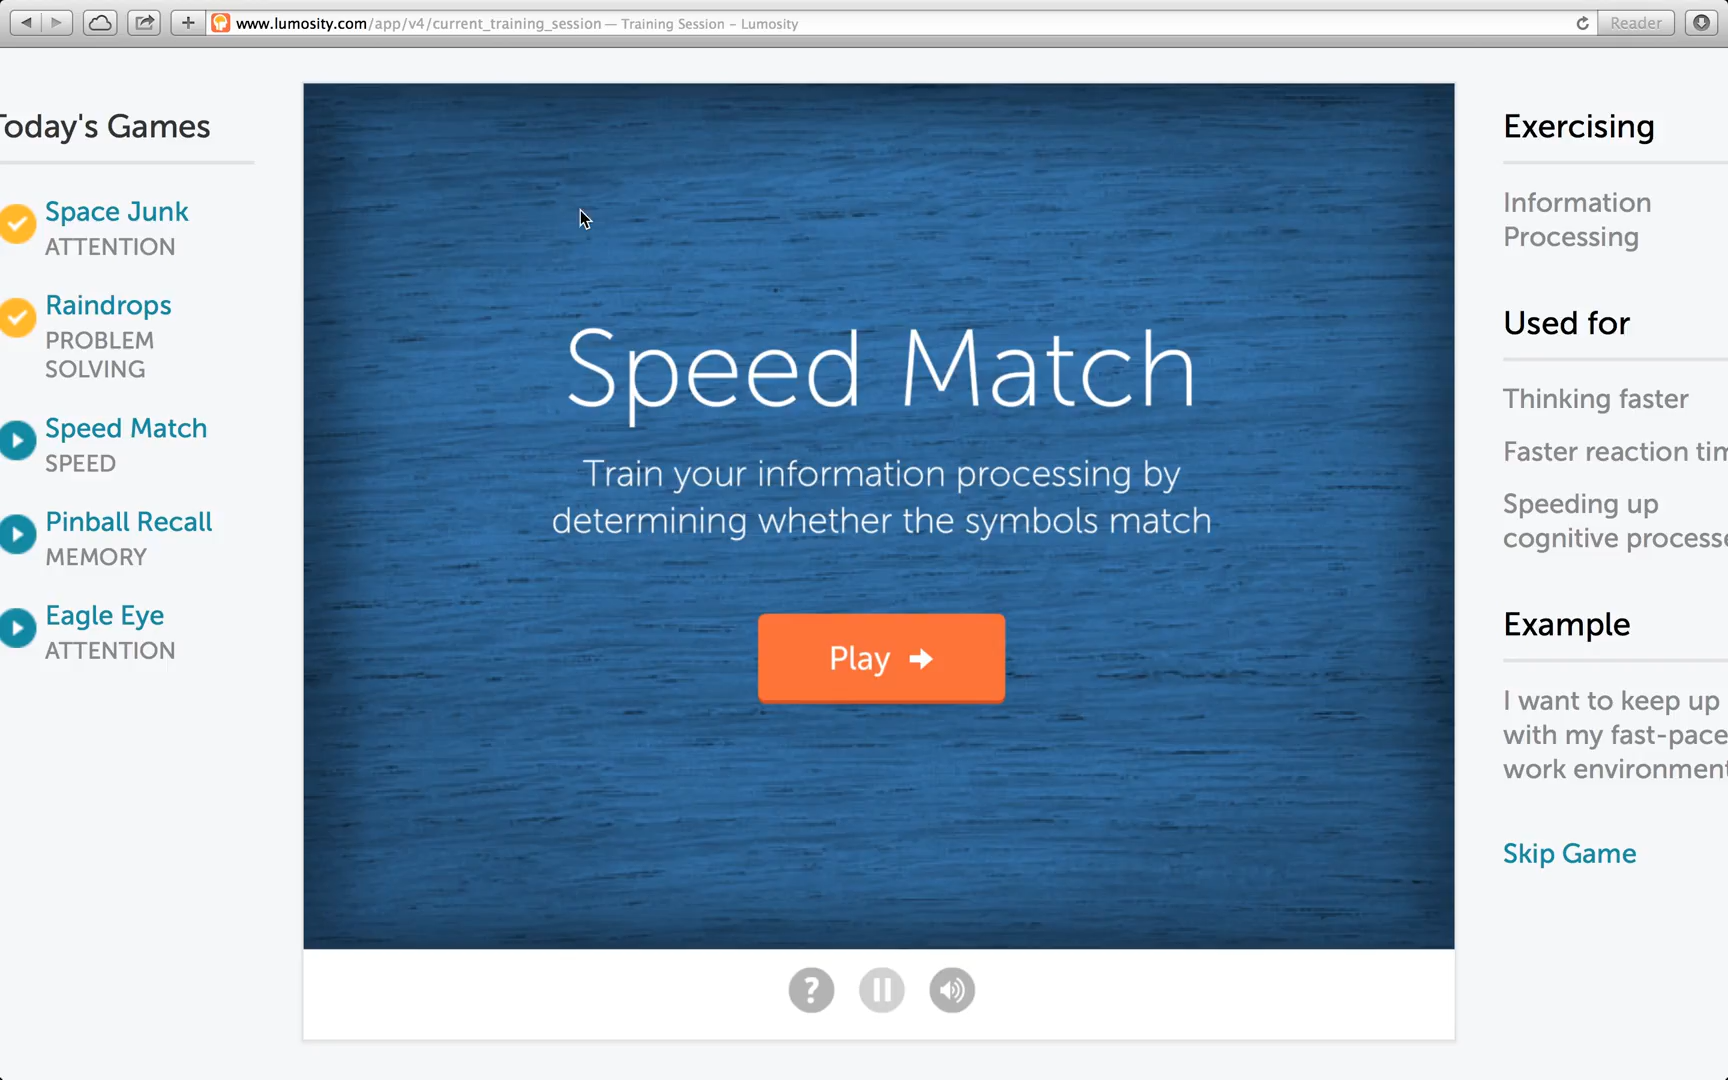 www.lumosity.com/app/v4/current_training_session — Training Session – Lumosity
Reader
Today's Games
Space Junk
ATTENTION
Raindrops
PROBLEM
SOLVING
Speed Match
SPEED
Pinball Recall
MEMORY
Eagle Eye
ATTENTION
Speed Match
Train your information processing by
determining whether the symbols match
Play
?
Exercising
Information
Processing
Used for
Thinking faster
Faster reaction tim
Speeding up
cognitive processe
Example
I want to keep up
with my fast-pace
work environment
Skip Game